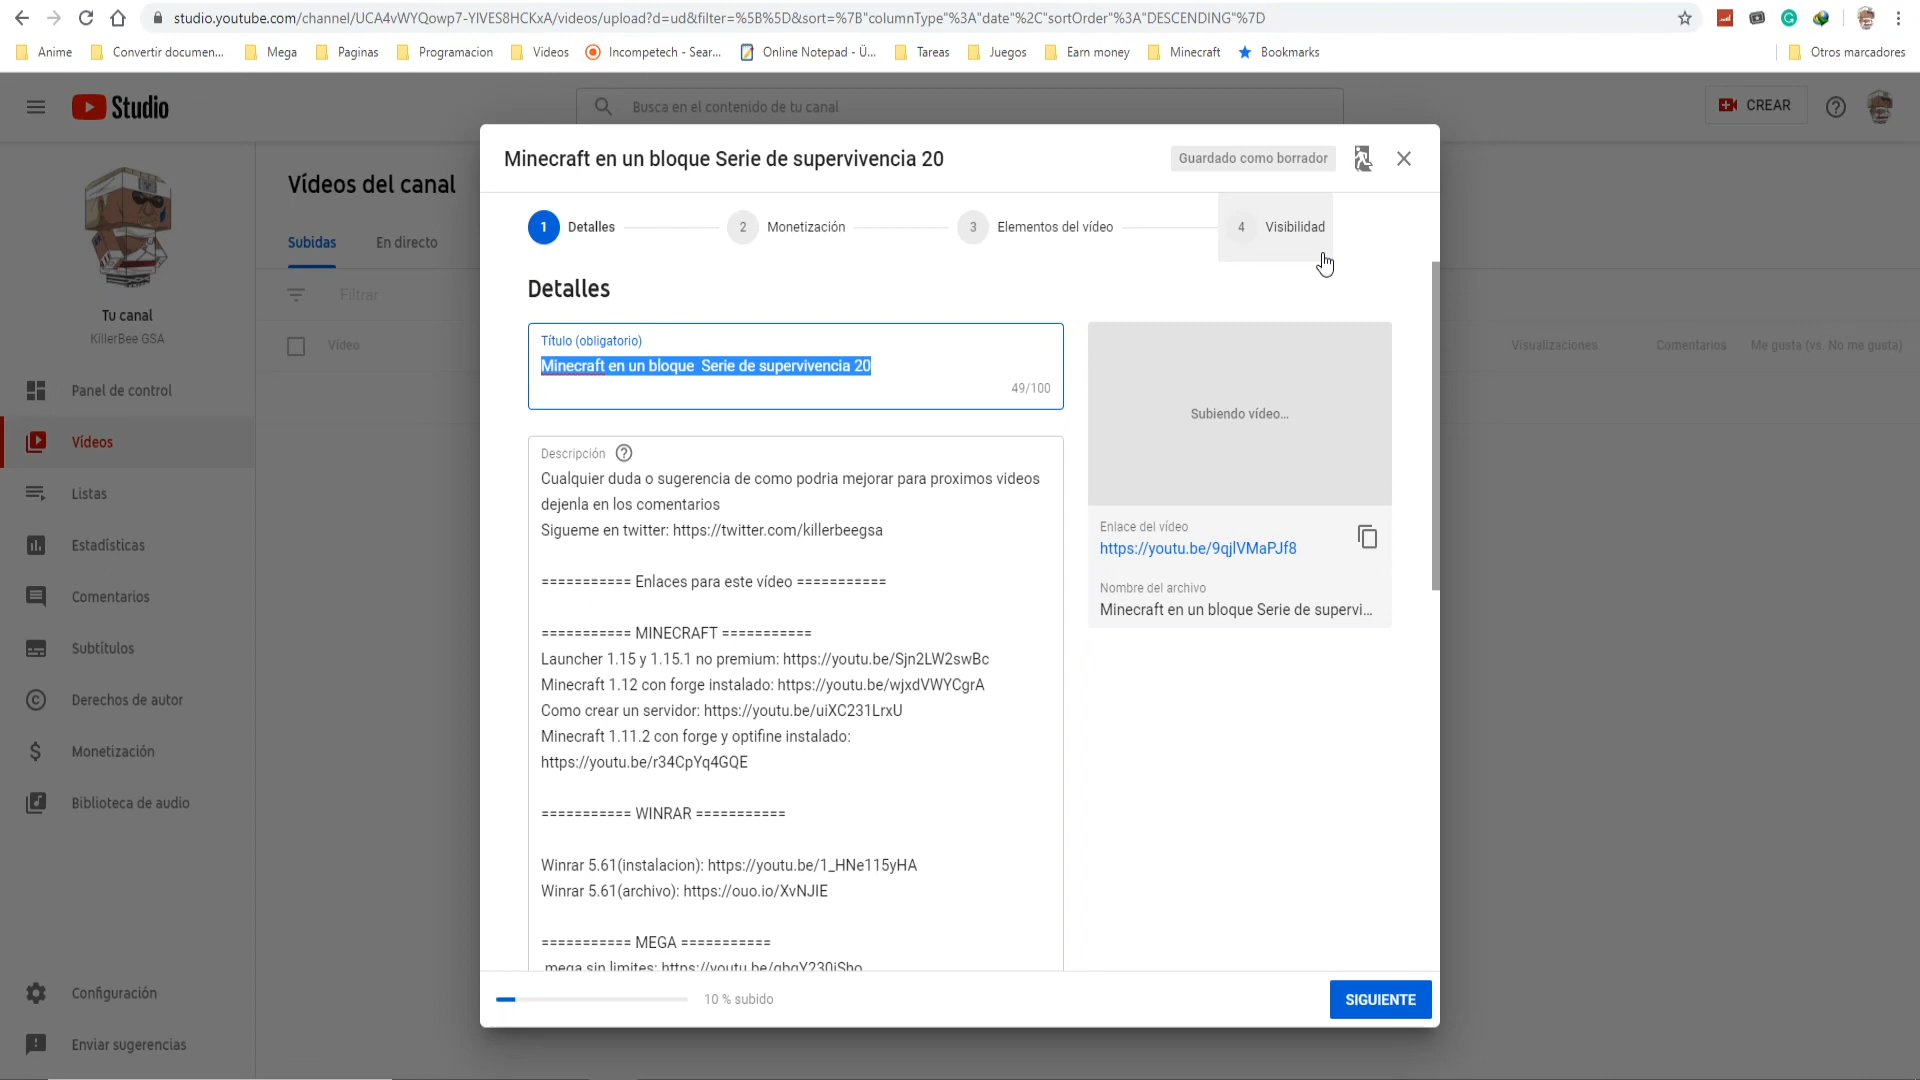 studio.youtube.com/channel/UCA4vWYQowp7-YlVES8HCKxA/videos/upload?d=ud&filter=%5B%5D&sort=%7B"columnType"%3A"date"%2C"sortOrder"%3A"DESCENDING"%7D
Anime Convertir documen... Mega Paginas Programacion Videos Incompetech - Sear... Online Notepad - Ü... Tareas Juegos Earn money Minecraft Bookmarks Otros marcadores
Studio
Busca en el contenido de tu canal
CREAR
Tu canal
KillerBee GSA
Panel de control
Vídeos
Listas
Estadísticas
Comentarios
Subtítulos
Derechos de autor
Monetización
Biblioteca de audio
Configuración
Enviar sugerencias
Vídeos del canal
Subidas En directo
Filtrar
Vídeo
Visualizaciones Comentarios Me gusta (vs. No me gusta)
Minecraft en un bloque Serie de supervivencia 20
Guardado como borrador
1 Detalles 2 Monetización 3 Elementos del vídeo 4 Visibilidad
Detalles
Título (obligatorio)
Minecraft en un bloque  Serie de supervivencia 20
49/100
Descripción
Cualquier duda o sugerencia de como podria mejorar para proximos videos
dejenla en los comentarios
Sigueme en twitter: https://twitter.com/killerbeegsa
=========== Enlaces para este vídeo ===========
=========== MINECRAFT ===========
Launcher 1.15 y 1.15.1 no premium: https://youtu.be/Sjn2LW2swBc
Minecraft 1.12 con forge instalado: https://youtu.be/wjxdVWYCgrA
Como crear un servidor: https://youtu.be/uiXC231LrxU
Minecraft 1.11.2 con forge y optifine instalado:
https://youtu.be/r34CpYq4GQE
=========== WINRAR ===========
Winrar 5.61(instalacion): https://youtu.be/1_HNe115yHA
Winrar 5.61(archivo): https://ouo.io/XvNJIE
=========== MEGA ===========
mega sin limites:
Subiendo vídeo...
Enlace del vídeo
https://youtu.be/9qjlVMaPJf8
Nombre del archivo
Minecraft en un bloque Serie de supervi...
10 % subido
SIGUIENTE